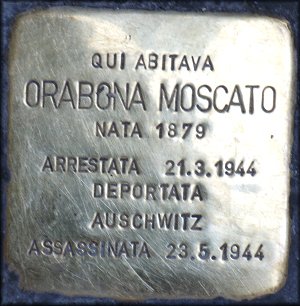 QUI ABITAVA
ORABONA MOSCATO
NATA 1879
ARRESTATA 21.3.1944
DEPORTATA
AUSCHWITZ
ASSASSINATA 23.5.1944